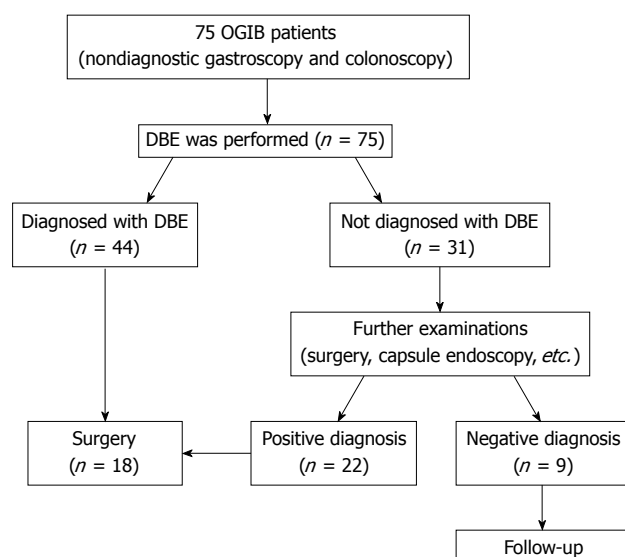 75 OGIB patients
(nondiagnostic gastroscopy and colonoscopy)
DBE was performed (n = 75)
Diagnosed with DBE
(n = 44)
Not diagnosed with DBE
(n = 31)
Further examinations
(surgery, capsule endoscopy, etc.)
Surgery
(n = 18)
Positive diagnosis
(n = 22)
Negative diagnosis
(n = 9)
Follow-up